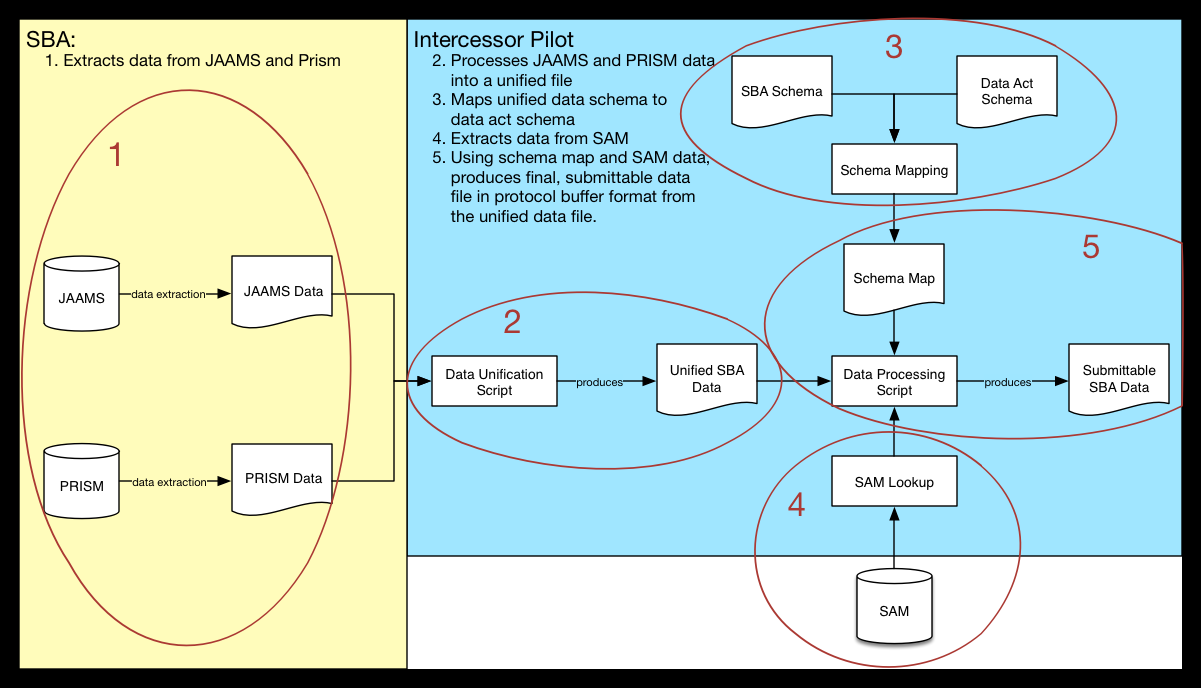 SBA:
1. Extracts data from JAAMS and Prism
1
JAAMS
data extraction
JAAMS Data
PRISM
data extraction
PRISM Data
Intercessor Pilot
2. Processes JAAMS and PRISM data
into a unified file
3. Maps unified data schema to
data act schema
4. Extracts data from SAM
5. Using schema map and SAM data,
produces final, submittable data
file in protocol buffer format from
the unified data file.
3
SBA Schema
Data Act
Schema
Schema Mapping
2
Data Unification
Script
produces
Unified SBA
Data
5
Schema Map
Data Processing
Script
produces
Submittable
SBA Data
4
SAM Lookup
SAM